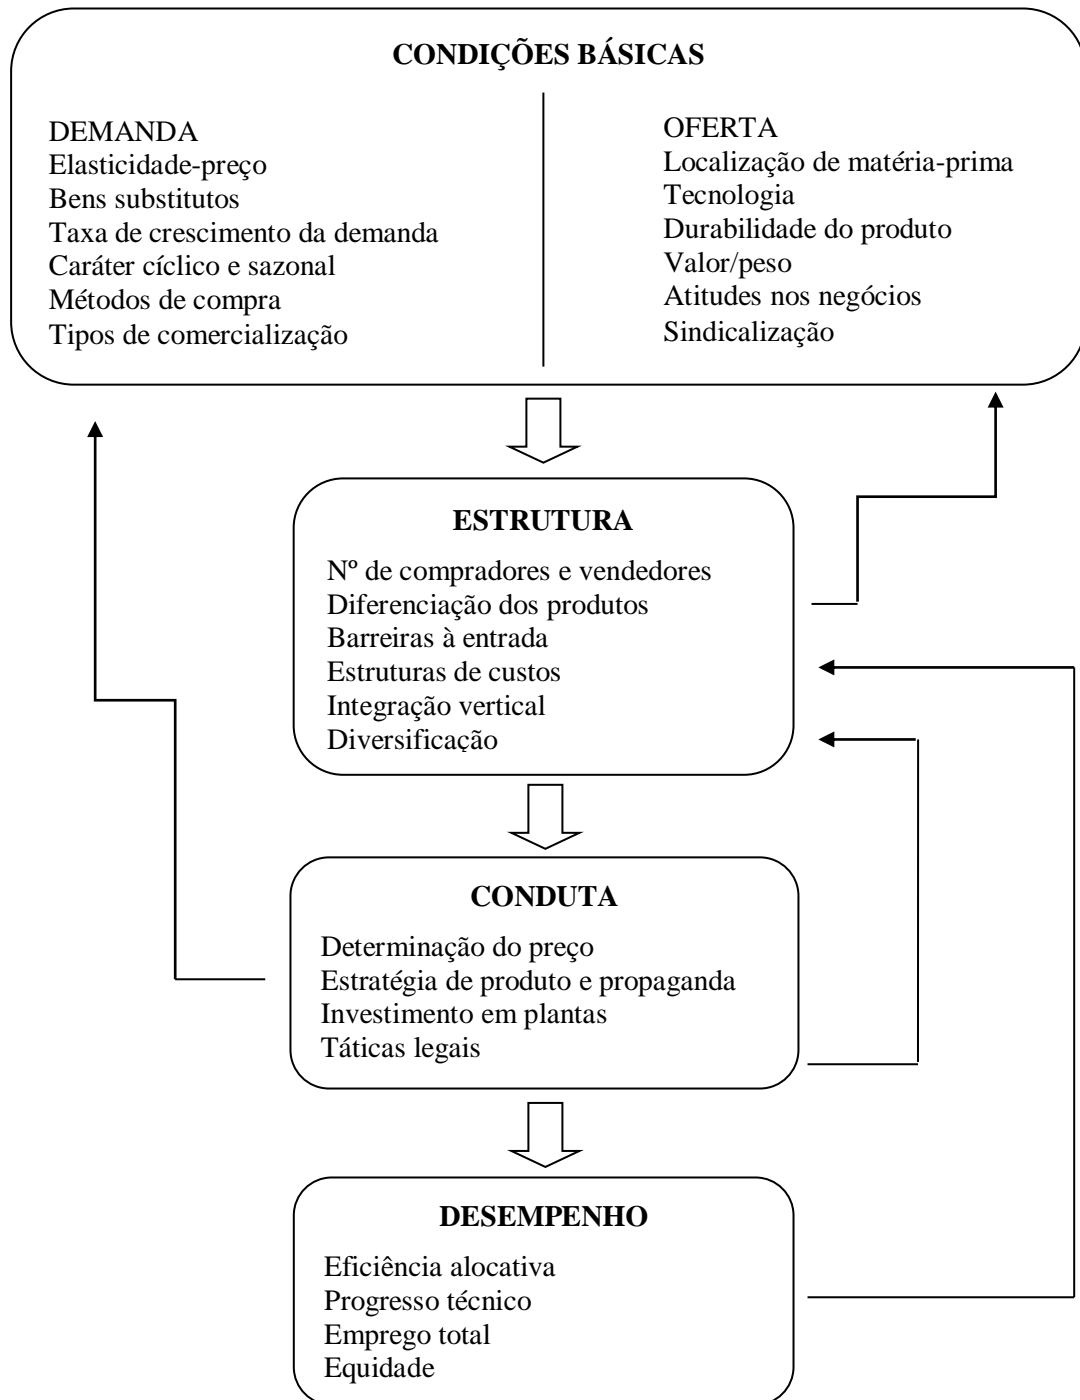 CONDIÇÕES BÁSICAS
DEMANDA
Elasticidade-preço
Bens substitutos
Taxa de crescimento da demanda
Caráter cíclico e sazonal
Métodos de compra
Tipos de comercialização
OFERTA
Localização de matéria-prima
Tecnologia
Durabilidade do produto
Valor/peso
Atitudes nos negócios
Sindicalização
ESTRUTURA
Nº de compradores e vendedores
Diferenciação dos produtos
Barreiras à entrada
Estruturas de custos
Integração vertical
Diversificação
CONDUTA
Determinação do preço
Estratégia de produto e propaganda
Investimento em plantas
Táticas legais
DESEMPENHO
Eficiência alocativa
Progresso técnico
Emprego total
Equidade